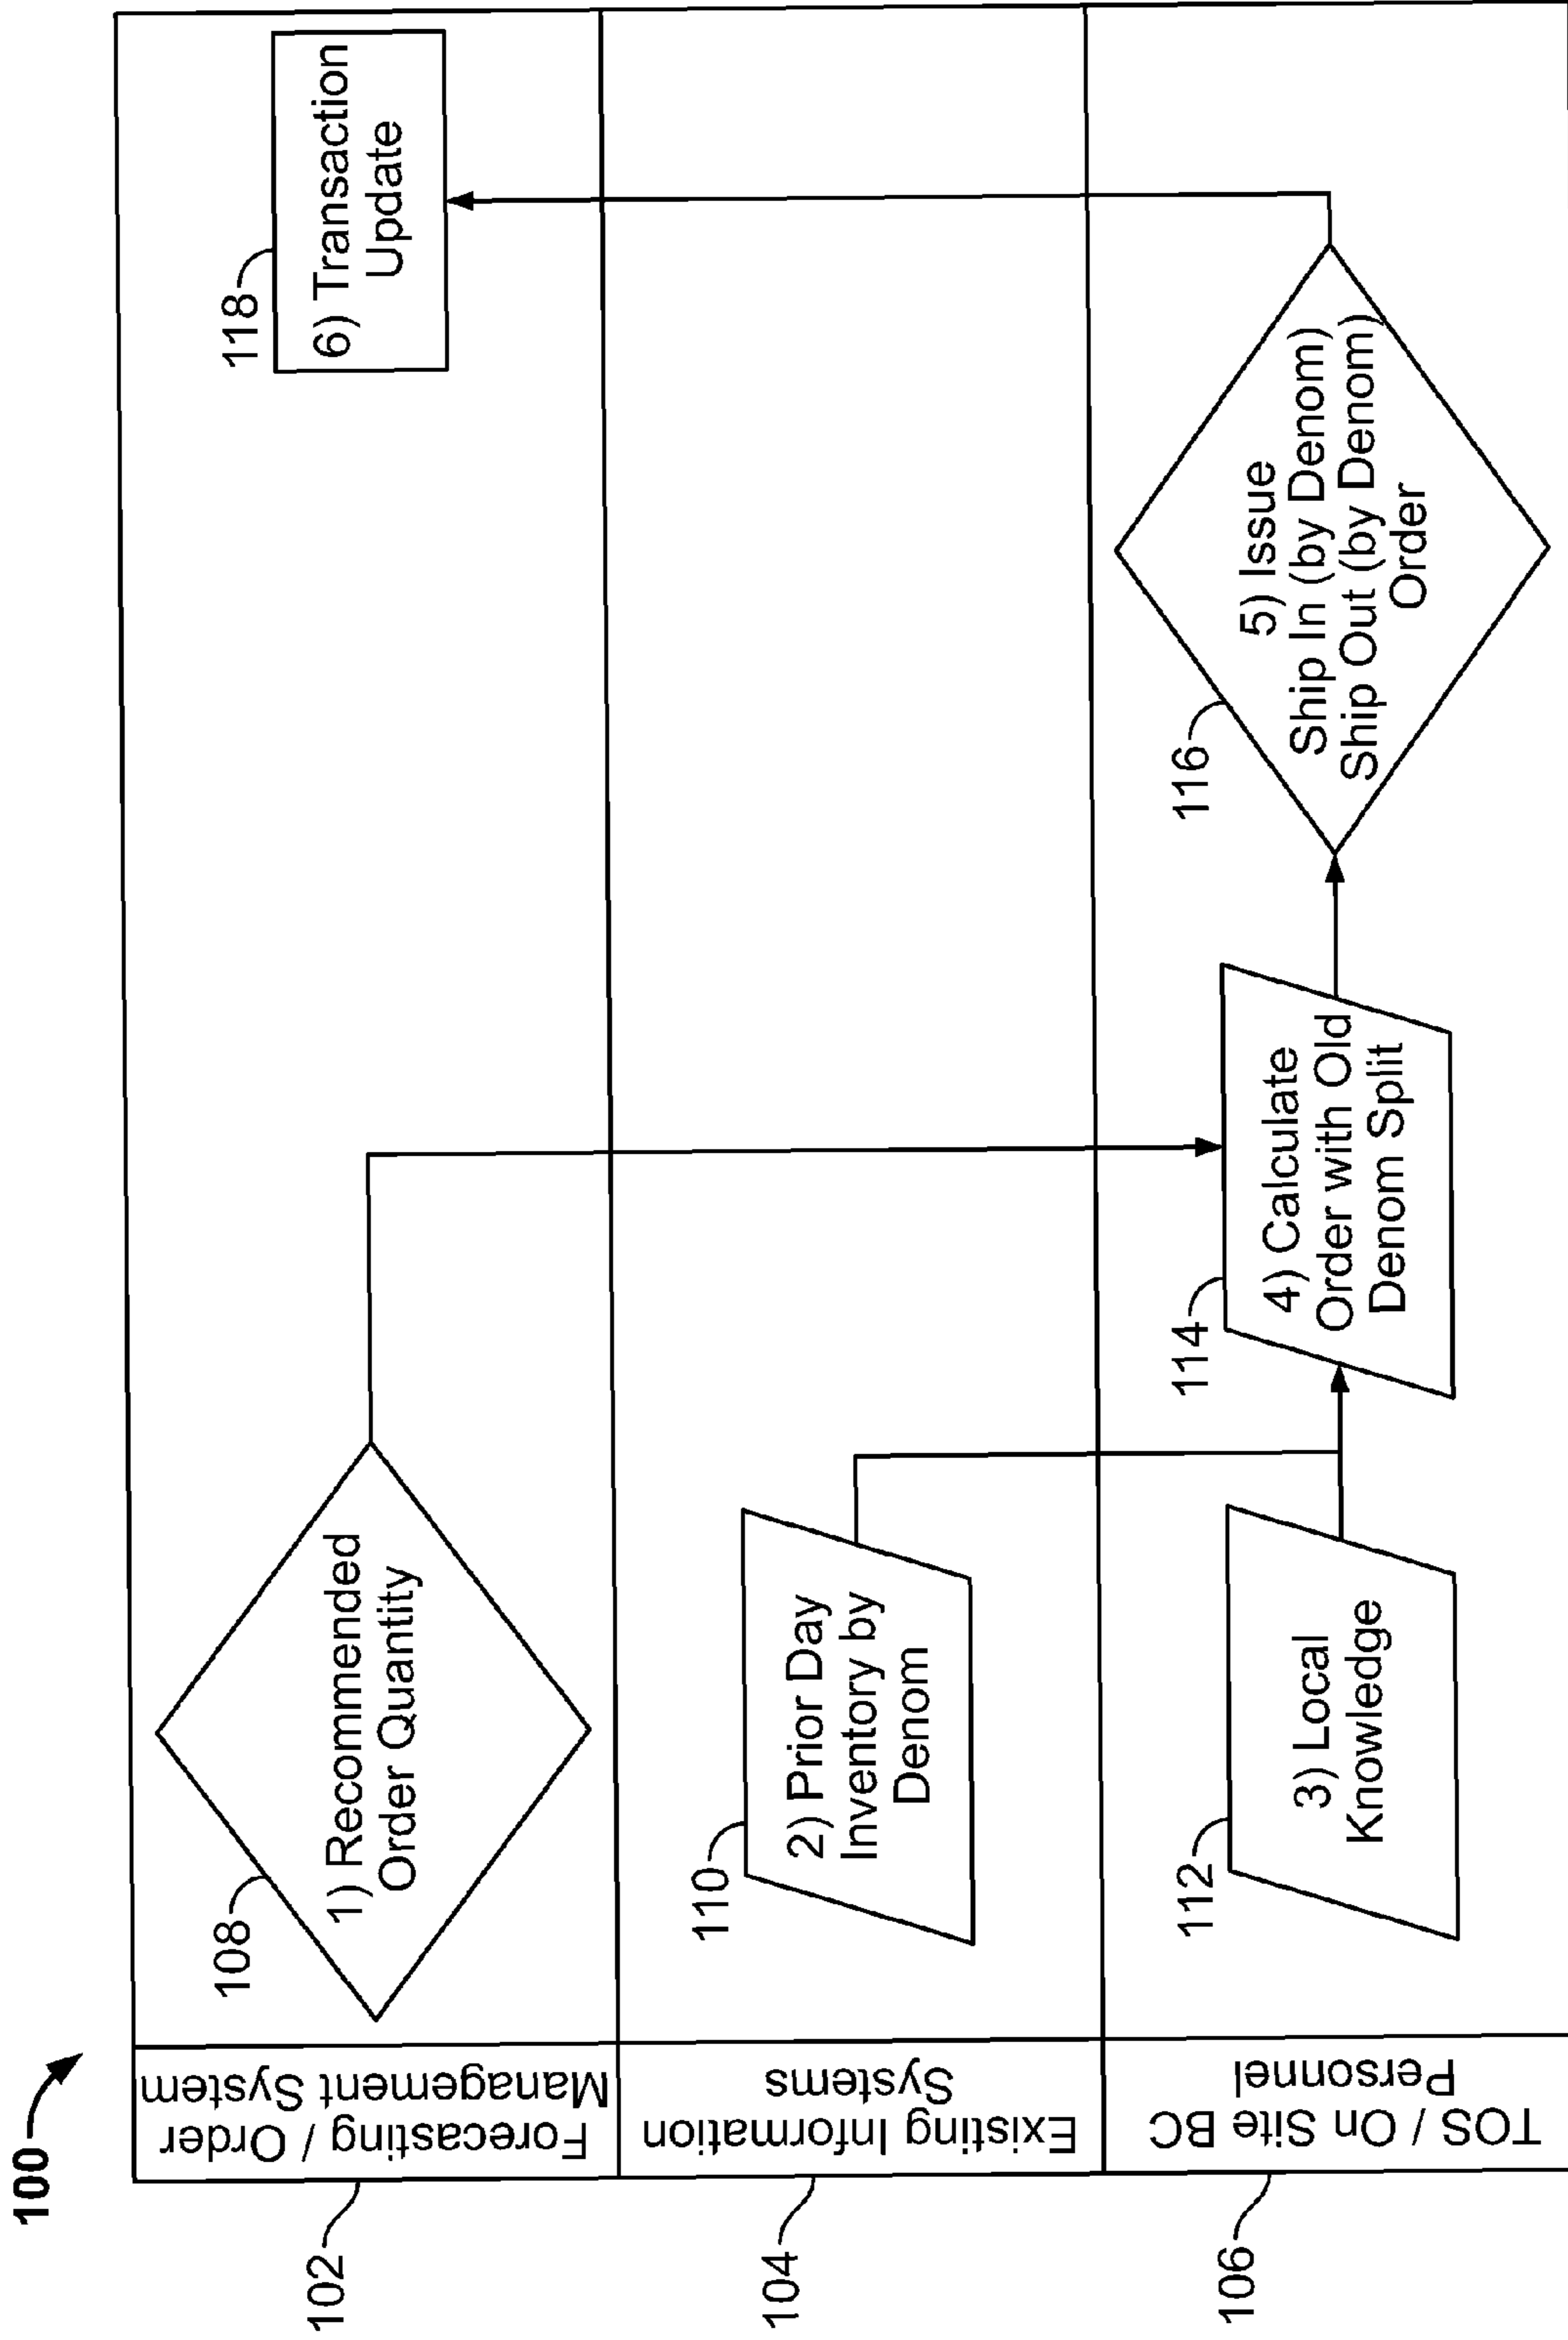 100
102
Forecasting / Order
Management System
108
1) Recommended
Order Quantity
118
6) Transaction
Update
104
Existing Information
Systems
110
2) Prior Day
Inventory by
Denom
106
TOS / On Site BC
Personnel
112
3) Local
Knowledge
114
4) Calculate
Order with Old
Denom Split
116
5) Issue
Ship In (by Denom)
Ship Out (by Denom)
Order